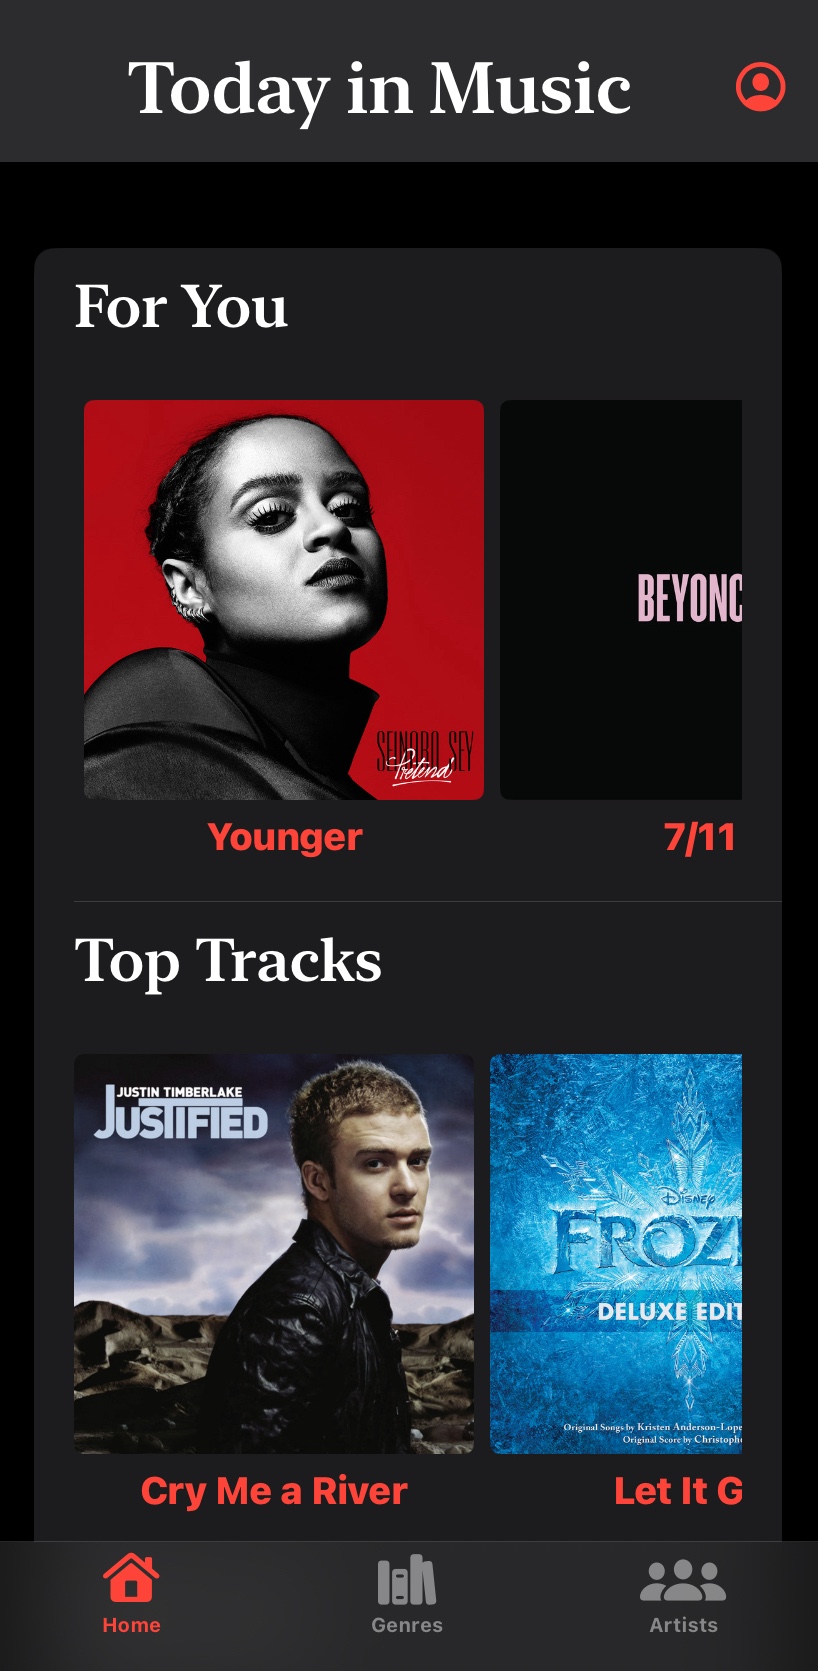 Today in Music
For You
SEINABO SEY
Pretend
BEYONC
Younger
7/11
Top Tracks
JUSTIN TIMBERLAKE
JUSTIFIED
DISNEY
FROZ
DELUXE EDIT
Original Songs by Kristen Anderson-Lope
Original Score by Christophe
Cry Me a River
Let It G
Home
Genres
Artists